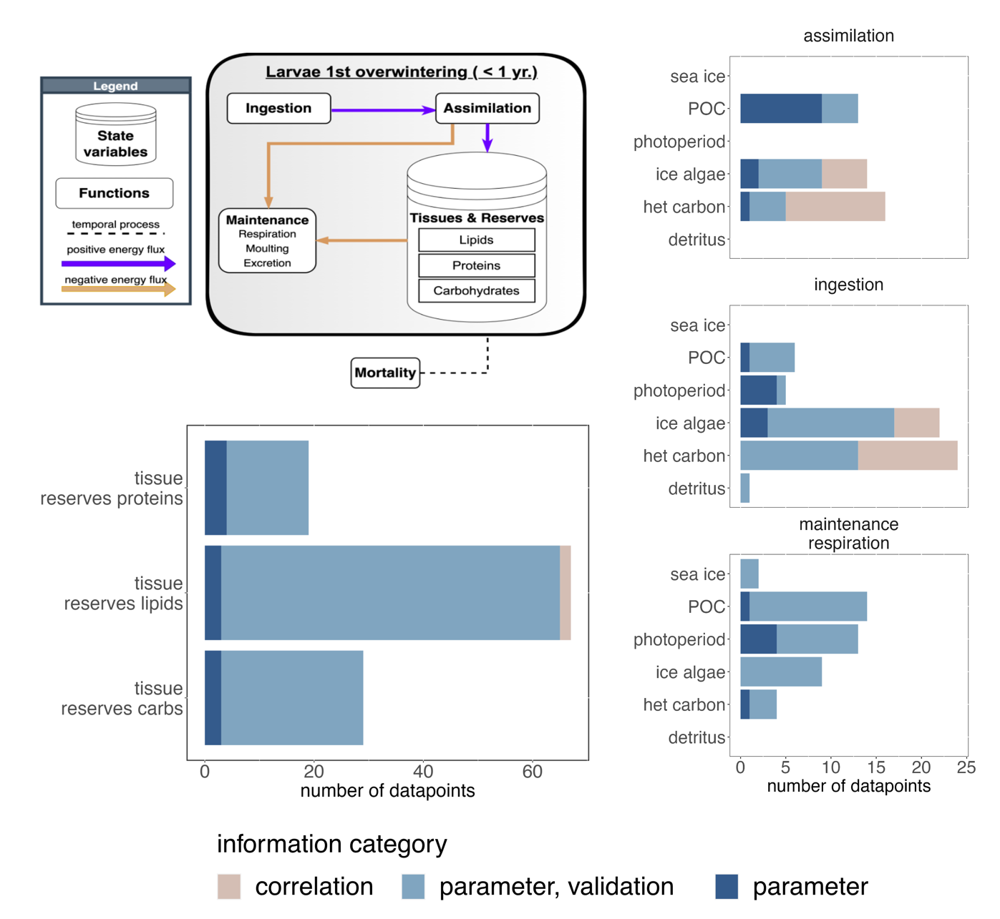 Legend
State
variables
Functions
temporal process
positive energy flux
negative energy flux
Larvae 1st overwintering ( < 1 yr.)
Ingestion
Assimilation
Maintenance
Respiration
Moulting
Excretion
Tissues & Reserves
Lipids
Proteins
Carbohydrates
Mortality
tissue
reserves proteins
tissue
reserves lipids
tissue
reserves carbs
0 20 40 60
number of datapoints
assimilation
sea ice
POC
photoperiod
ice algae
het carbon
detritus
ingestion
sea ice
POC
photoperiod
ice algae
het carbon
detritus
maintenance
respiration
sea ice
POC
photoperiod
ice algae
het carbon
detritus
0 5 10 15 20 25
number of datapoints
information category
correlation parameter, validation parameter